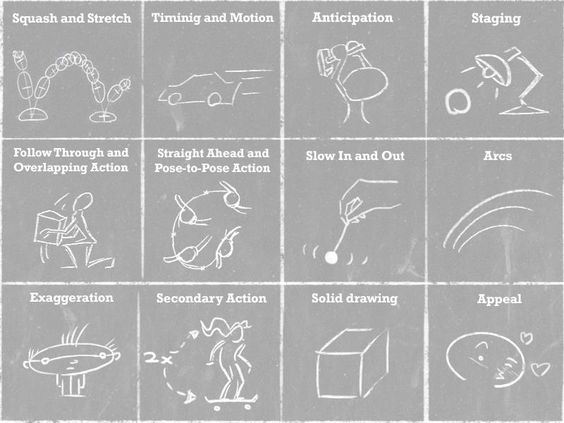 Squash and Stretch
Timinig and Motion
Anticipation
Staging
Follow Through and
Overlapping Action
Straight Ahead and
Pose-to-Pose Action
Slow In and Out
Arcs
Exaggeration
Secondary Action
2x
Solid drawing
Appeal